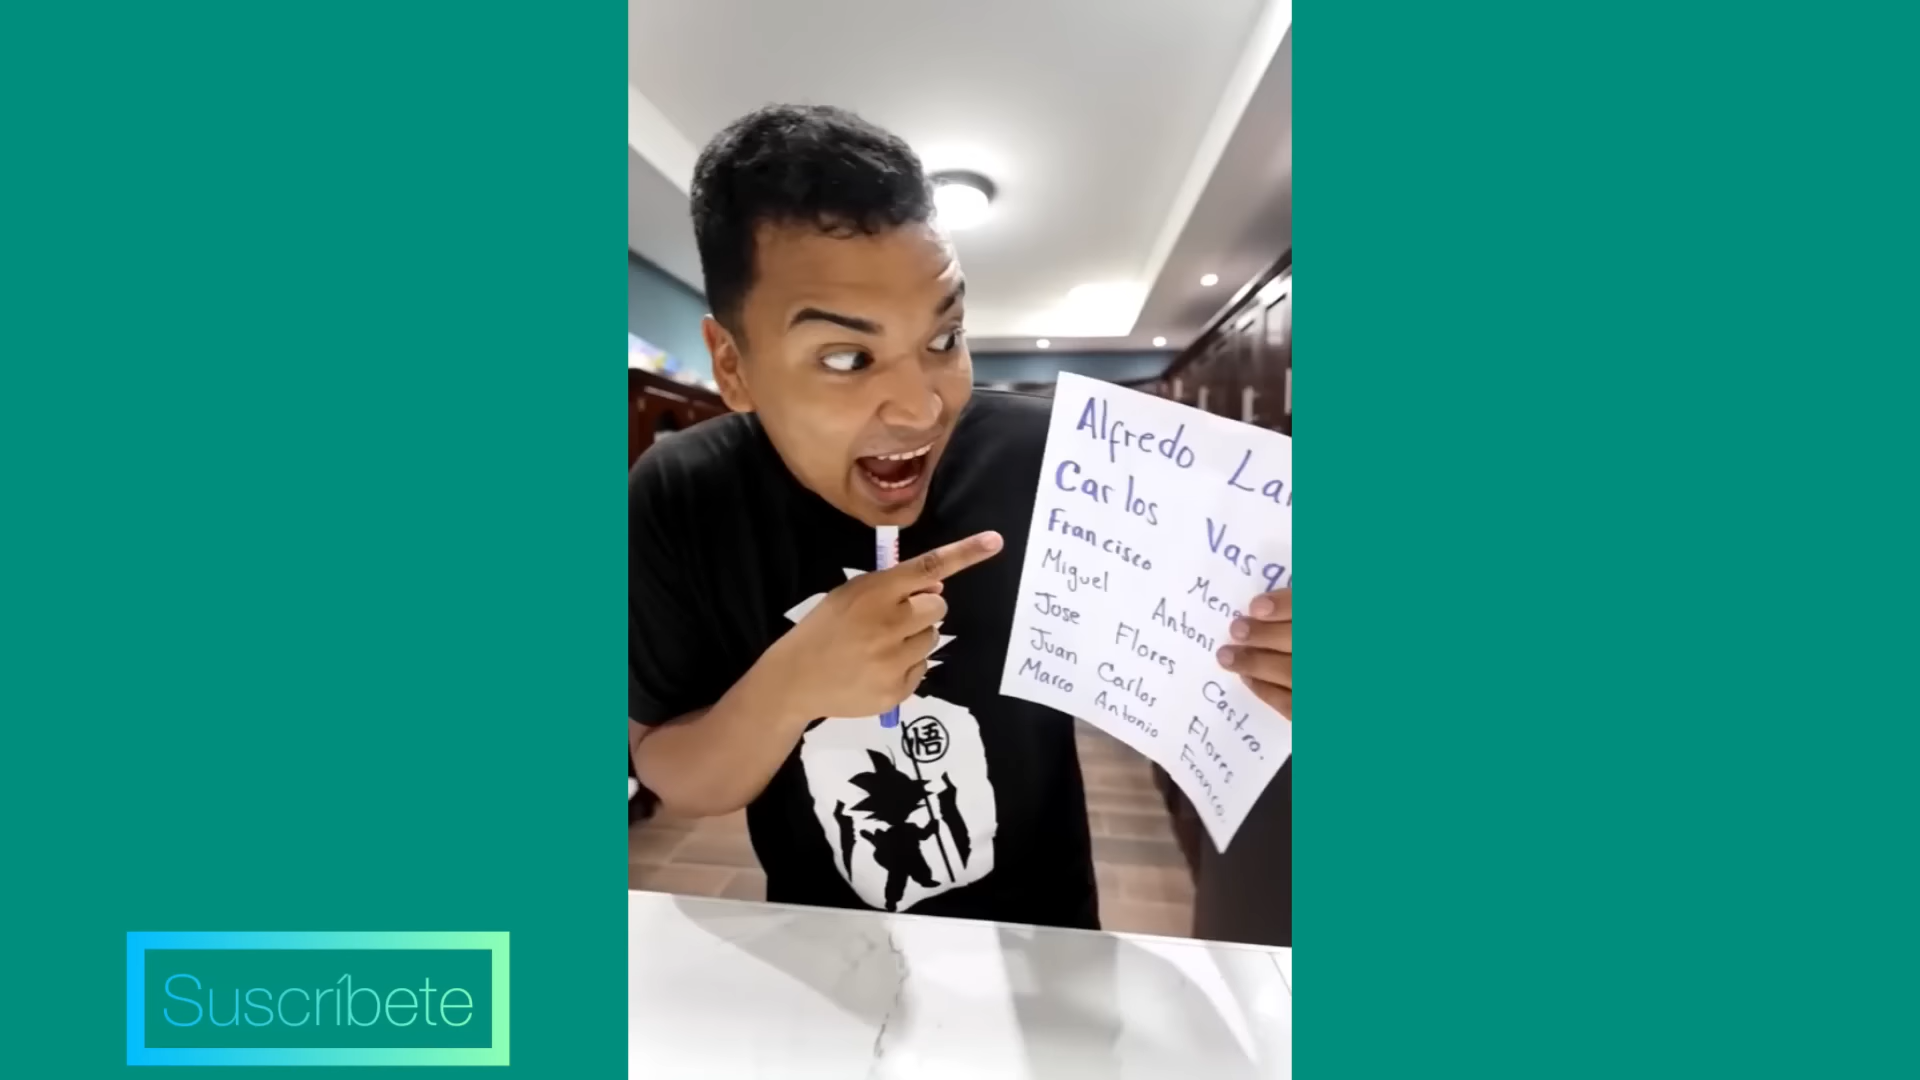 Alfredo
Carlos
Francisco
Miguel
Jose Flores Castro.
Juan Carlos Flores
Marco Antonio Franco.
悟
Suscríbete